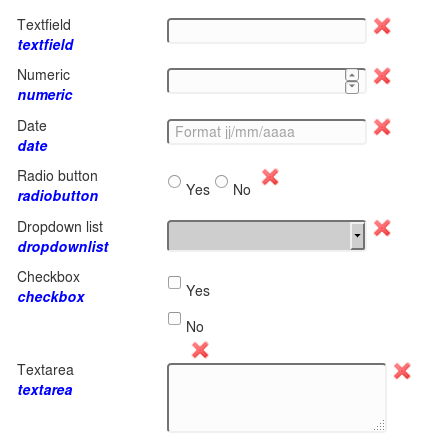 Textfield
textfield
Numeric
numeric
Date
date
Format jj/mm/aaaa
Radio button
radiobutton
Yes No
Dropdown list
dropdownlist
Checkbox
checkbox
Yes
No
Textarea
textarea